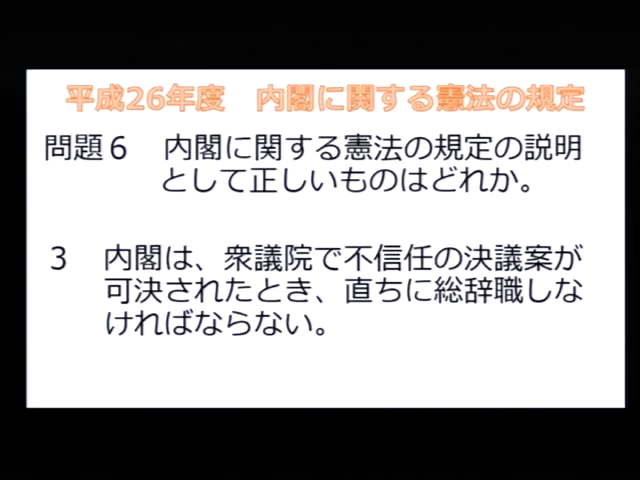 平成26年度　内閣に関する憲法の規定
問題６　内閣に関する憲法の規定の説明
として正しいものはどれか。
３　内閣は、衆議院で不信任の決議案が
可決されたとき、直ちに総辞職しな
ければならない。